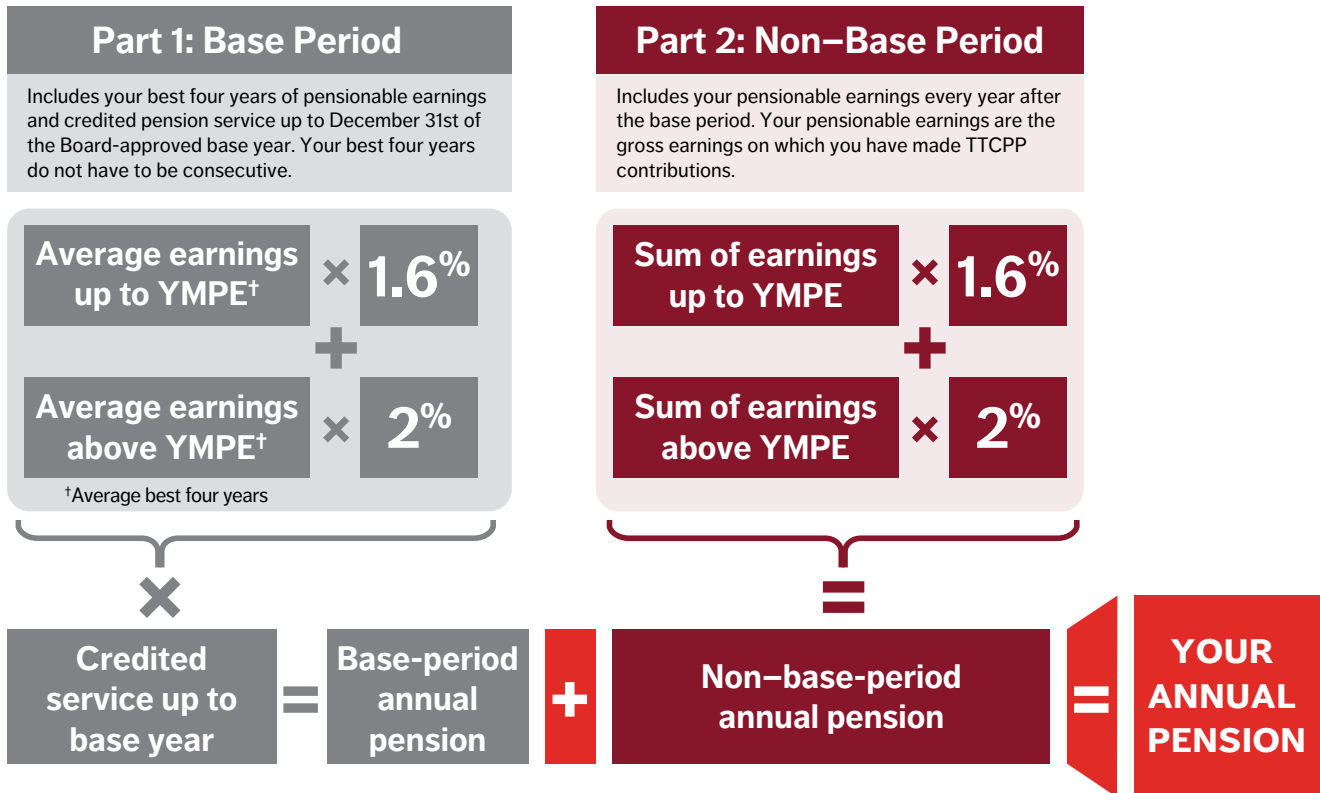 Part 1: Base Period
Includes your best four years of pensionable earnings
and credited pension service up to December 31st of
the Board-approved base year. Your best four years
do not have to be consecutive.
Average earnings
up to YMPE†
× 1.6%
+
Average earnings
above YMPE†
× 2%
†Average best four years
×
Credited
service up to
base year
=
Base-period
annual
pension
+
Part 2: Non–Base Period
Includes your pensionable earnings every year after
the base period. Your pensionable earnings are the
gross earnings on which you have made TTCPP
contributions.
Sum of earnings
up to YMPE
× 1.6%
+
Sum of earnings
above YMPE
× 2%
=
Non–base-period
annual pension
=
YOUR
ANNUAL
PENSION